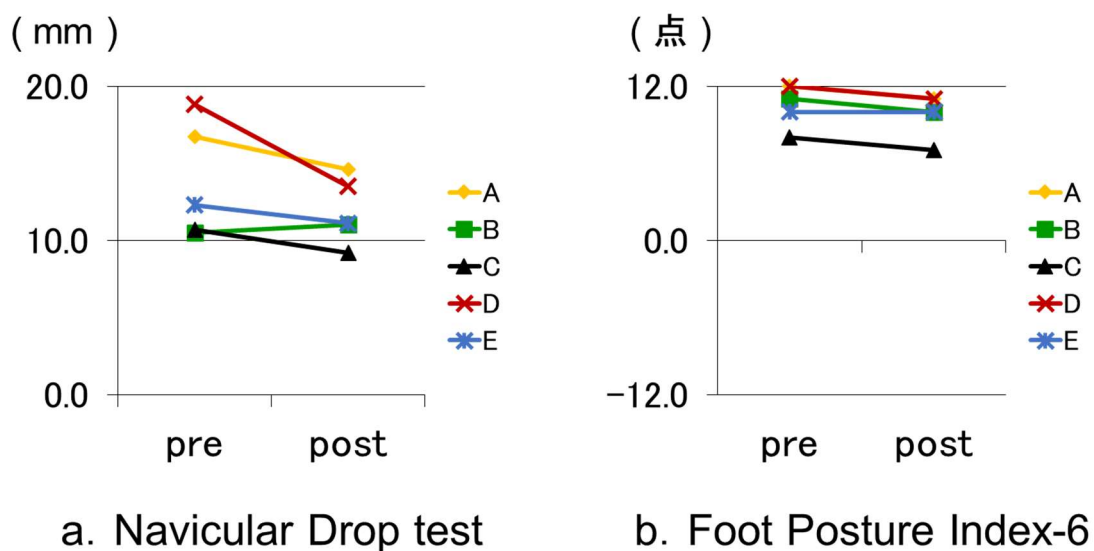 ( mm )
20.0
10.0
0.0
pre
post
A
B
C
D
E
a. Navicular Drop test
( 点 )
12.0
0.0
−12.0
pre
post
A
B
C
D
E
b. Foot Posture Index-6